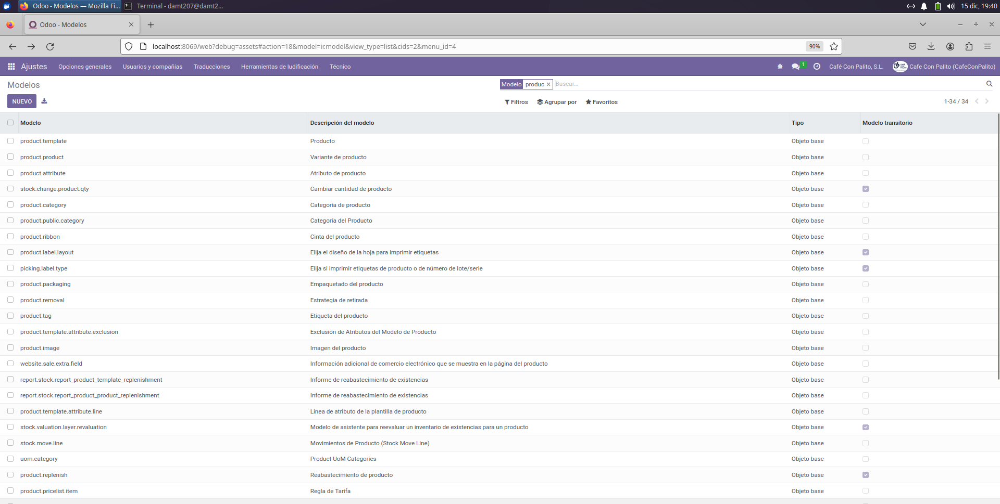 Odoo - Modelos — Mozilla Fi...
Terminal - damt207@damt2...
15 dic, 19:40
Odoo - Modelos
localhost:8069/web?debug=assets#action=18&model=ir.model&view_type=list&cids=2&menu_id=4
90%
Ajustes
Opciones generales
Usuarios y compañías
Traducciones
Herramientas de ludificación
Técnico
1
Café Con Palito, S.L.
Cafe Con Palito (CafeConPalito)
Modelos
Modelo produc
Buscar...
NUEVO
Filtros
Agrupar por
Favoritos
1-34 / 34
Modelo Descripción del modelo Tipo Modelo transitorio
product.template Producto Objeto base
product.product Variante de producto Objeto base
product.attribute Atributo de producto Objeto base
stock.change.product.qty Cambiar cantidad de producto Objeto base
product.category Categoría de producto Objeto base
product.public.category Categoría del Producto Objeto base
product.ribbon Cinta del producto Objeto base
product.label.layout Elija el diseño de la hoja para imprimir etiquetas Objeto base
picking.label.type Elija si imprimir etiquetas de producto o de número de lote/serie Objeto base
product.packaging Empaquetado del producto Objeto base
product.removal Estrategia de retirada Objeto base
product.tag Etiqueta del producto Objeto base
product.template.attribute.exclusion Exclusión de Atributos del Modelo de Producto Objeto base
product.image Imagen del producto Objeto base
website.sale.extra.field Información adicional de comercio electrónico que se muestra en la página del producto Objeto base
report.stock.report_product_template_replenishment Informe de reabastecimiento de existencias Objeto base
report.stock.report_product_product_replenishment Informe de reabastecimiento de existencias Objeto base
product.template.attribute.line Linea de atributo de la plantilla de producto Objeto base
stock.valuation.layer.revaluation Modelo de asistente para reevaluar un inventario de existencias para un producto Objeto base
stock.move.line Movimientos de Producto (Stock Move Line) Objeto base
uom.category Product UoM Categories Objeto base
product.replenish Reabastecimiento de producto Objeto base
product.pricelist.item Regla de Tarifa Objeto base